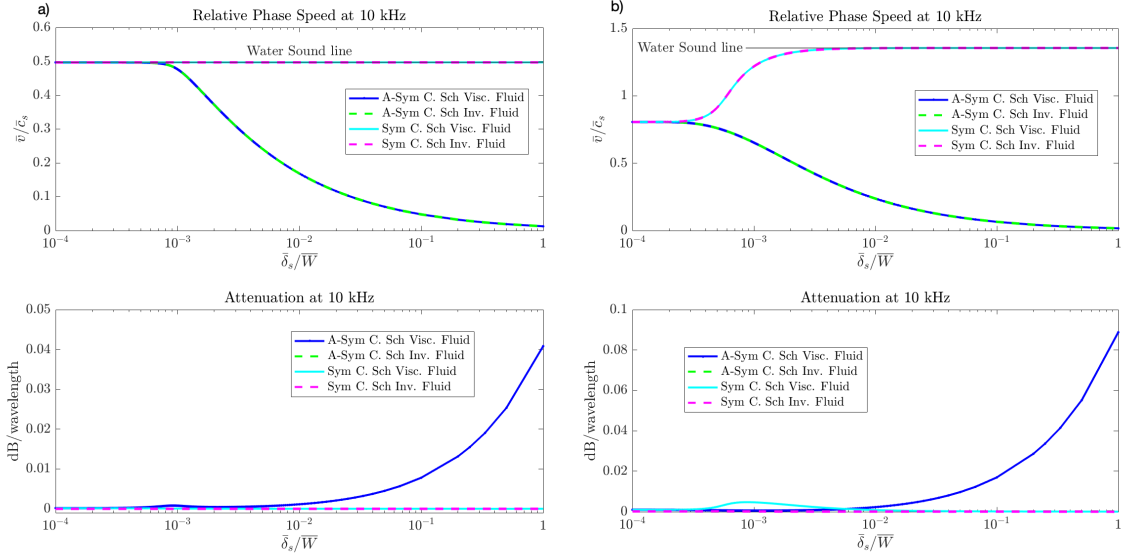 a)
Relative Phase Speed at 10 kHz
0.6
0.5
0.4
0.3
0.2
0.1
0
v̄/c̄ₛ
Water Sound line
A-Sym C. Sch Visc. Fluid
A-Sym C. Sch Inv. Fluid
Sym C. Sch Visc. Fluid
Sym C. Sch Inv. Fluid
10⁻⁴ 10⁻³ 10⁻² 10⁻¹ 1
δ̄ₛ/W̅
b)
Relative Phase Speed at 10 kHz
1.5
1
0.5
0
v̄/c̄ₛ
Water Sound line
A-Sym C. Sch Visc. Fluid
A-Sym C. Sch Inv. Fluid
Sym C. Sch Visc. Fluid
Sym C. Sch Inv. Fluid
10⁻⁴ 10⁻³ 10⁻² 10⁻¹ 1
δ̄ₛ/W̅
Attenuation at 10 kHz
0.05
0.04
0.03
0.02
0.01
0
dB/wavelength
A-Sym C. Sch Visc. Fluid
A-Sym C. Sch Inv. Fluid
Sym C. Sch Visc. Fluid
Sym C. Sch Inv. Fluid
10⁻⁴ 10⁻³ 10⁻² 10⁻¹ 1
δ̄ₛ/W̅
Attenuation at 10 kHz
0.1
0.08
0.06
0.04
0.02
0
dB/wavelength
A-Sym C. Sch Visc. Fluid
A-Sym C. Sch Inv. Fluid
Sym C. Sch Visc. Fluid
Sym C. Sch Inv. Fluid
10⁻⁴ 10⁻³ 10⁻² 10⁻¹ 1
δ̄ₛ/W̅